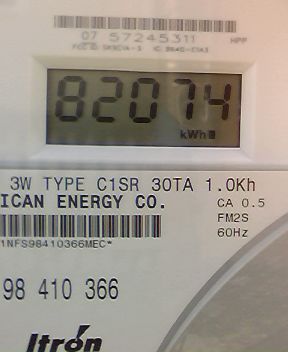 07 57245311
82074
kWh
3W TYPE C1SR 30TA 1.0Kh
ICAN ENERGY CO.
CA 0.5
FM2S
60Hz
1NFS98410366MEC*
98 410 366
Itron